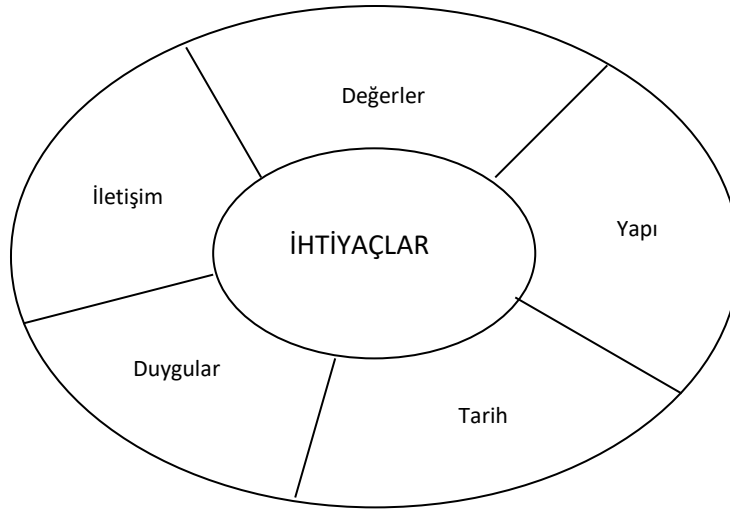 Değerler
İletişim
Yapı
İHTİYAÇLAR
Duygular
Tarih